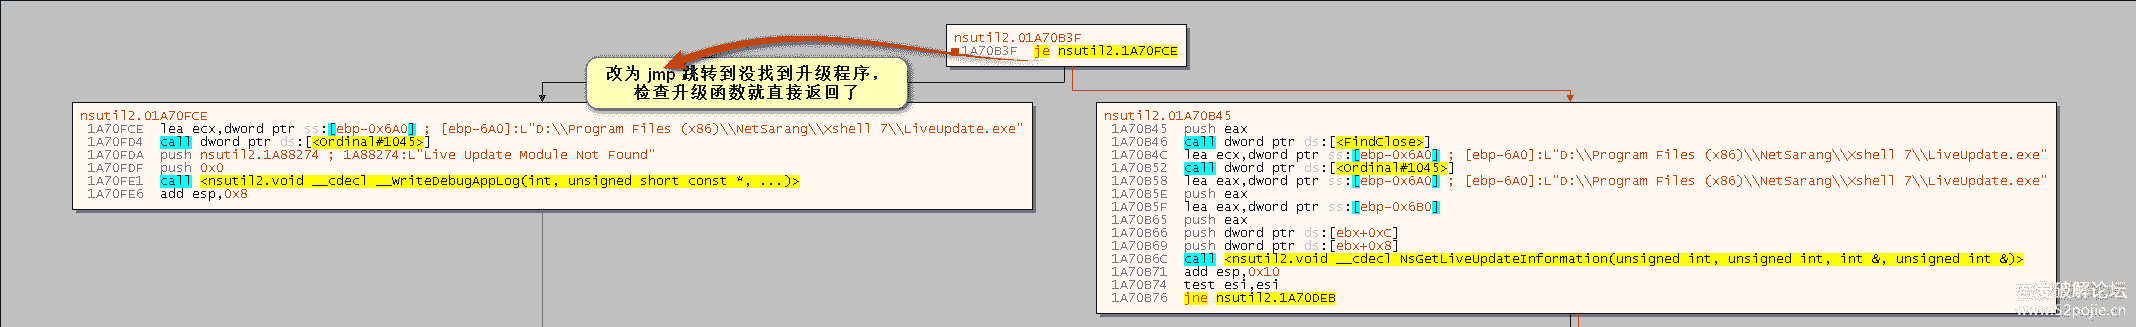 nsutil2.01A70B3F
1A70B3F je nsutil2.1A70FCE
改为 jmp 跳转到没找到升级程序，
检查升级函数就直接返回了
nsutil2.01A70FCE
1A70FCE lea ecx,dword ptr ss:[ebp-0x6A0] ; [ebp-6A0]:L"D:\\Program Files (x86)\\NetSarang\\Xshell 7\\LiveUpdate.exe"
1A70FD4 call dword ptr ds:[<Ordinal#1045>]
1A70FDA push nsutil2.1A88274 ; 1A88274:L"Live Update Module Not Found"
1A70FDF push 0x0
1A70FE1 call <nsutil2.void __cdecl __WriteDebugAppLog(int, unsigned short const *, ...)>
1A70FE6 add esp,0x8
nsutil2.01A70B45
1A70B45 push eax
1A70B46 call dword ptr ds:[<FindClose>]
1A70B4C lea ecx,dword ptr ss:[ebp-0x6A0] ; [ebp-6A0]:L"D:\\Program Files (x86)\\NetSarang\\Xshell 7\\LiveUpdate.exe"
1A70B52 call dword ptr ds:[<Ordinal#1045>]
1A70B58 lea eax,dword ptr ss:[ebp-0x6A0] ; [ebp-6A0]:L"D:\\Program Files (x86)\\NetSarang\\Xshell 7\\LiveUpdate.exe"
1A70B5E push eax
1A70B5F lea eax,dword ptr ss:[ebp-0x6B0]
1A70B65 push eax
1A70B66 push dword ptr ds:[ebx+0xC]
1A70B69 push dword ptr ds:[ebx+0x8]
1A70B6C call <nsutil2.void __cdecl NsGetLiveUpdateInformation(unsigned int, unsigned int, int &, unsigned int &)>
1A70B71 add esp,0x10
1A70B74 test esi,esi
1A70B76 jne nsutil2.1A70DEB
吾爱破解论坛
www.52pojie.cn